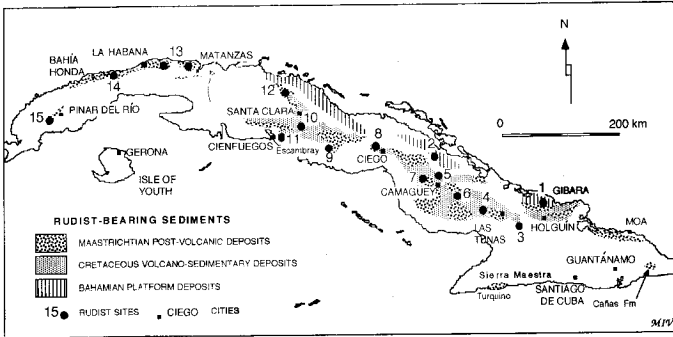 N
0 200 km
BAHÍA HONDA
LA HABANA
13
MATANZAS
14
15
PINAR DEL RÍO
GERONA
ISLE OF YOUTH
12
SANTA CLARA
10
11
CIENFUEGOS
Escambray
9
8
CIEGO
2
5
7
CAMAGUEY
6
4
LAS TUNAS
3
1
GIBARA
HOLGUÍN
MOA
GUANTÁNAMO
Sierra Maestra
Turquino
SANTIAGO DE CUBA
Cañas Fm
RUDIST-BEARING SEDIMENTS
MAASTRICHTIAN POST-VOLCANIC DEPOSITS
CRETACEOUS VOLCANO-SEDIMENTARY DEPOSITS
BAHAMIAN PLATFORM DEPOSITS
15 RUDIST SITES CIEGO CITIES
MIV